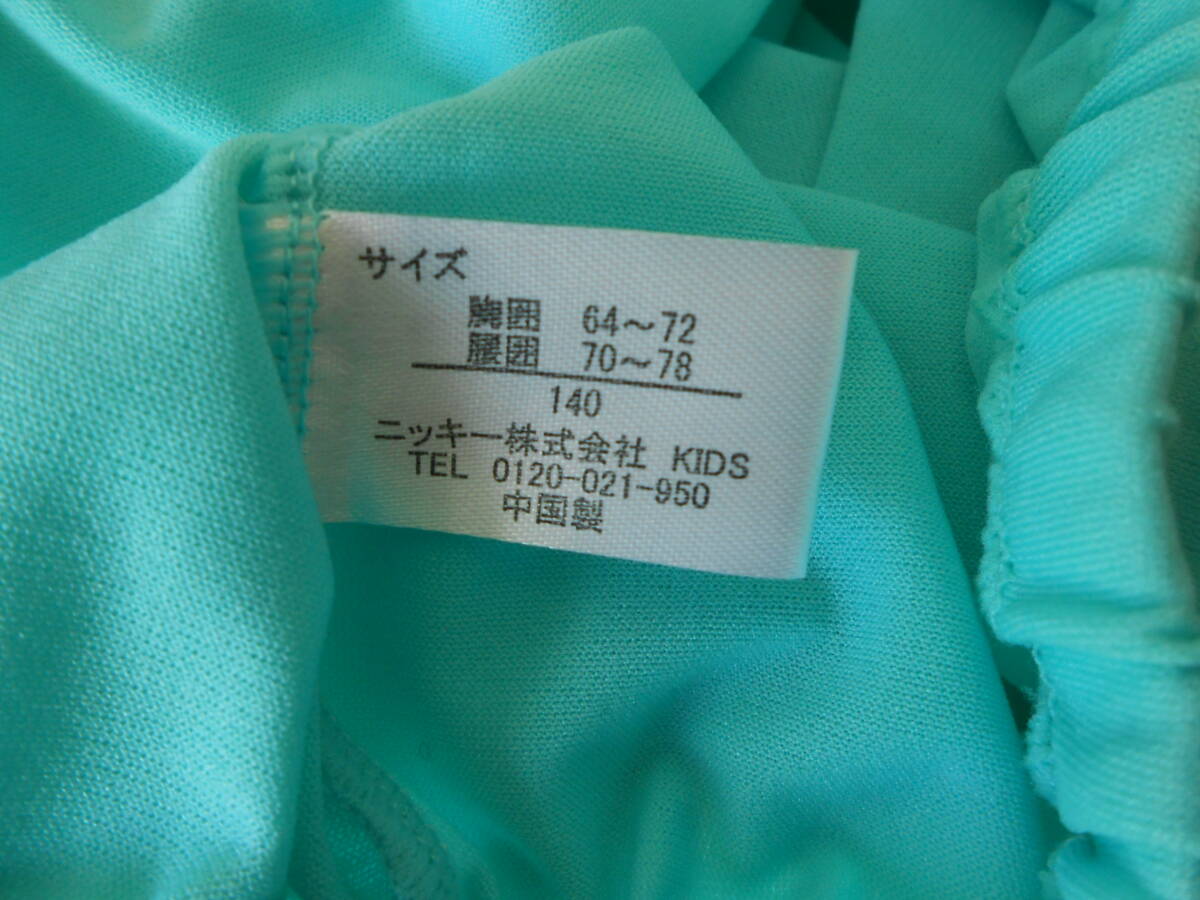 サイズ
胸囲 64～72
腰囲 70～78
140
ニッキー株式会社 KIDS
TEL 0120-021-950
中国製